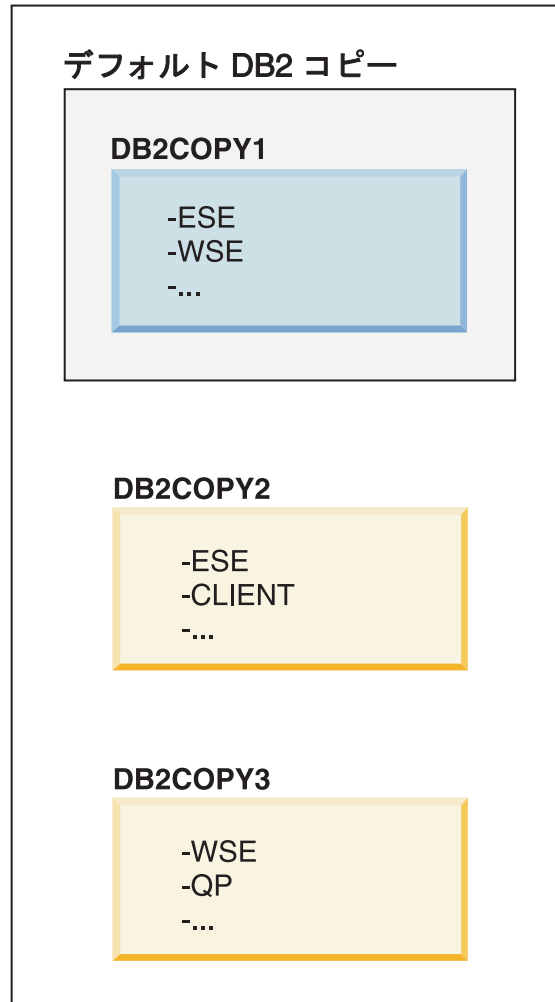 デフォルト DB2 コピー
DB2COPY1
-ESE
-WSE
-...
DB2COPY2
-ESE
-CLIENT
-...
DB2COPY3
-WSE
-QP
-...